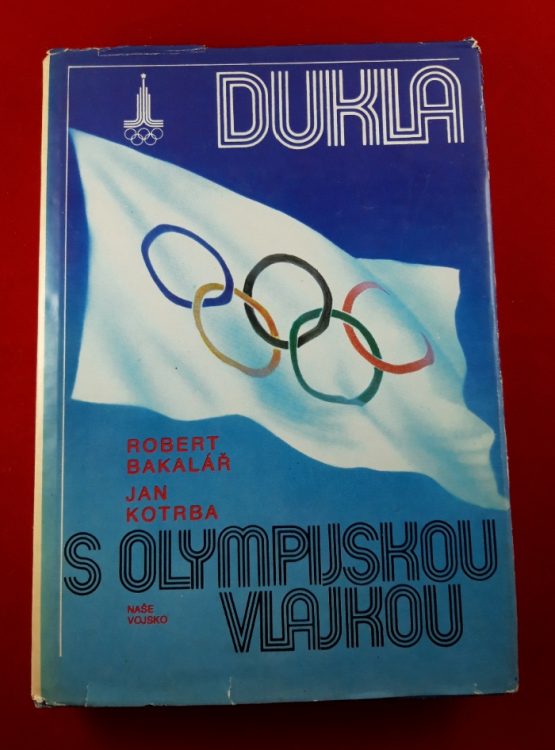 DUKLA
ROBERT
BAKALÁŘ
JAN
KOTRBA
S OLYMPIJSKOU
VLAJKOU
NAŠE
VOJSKO